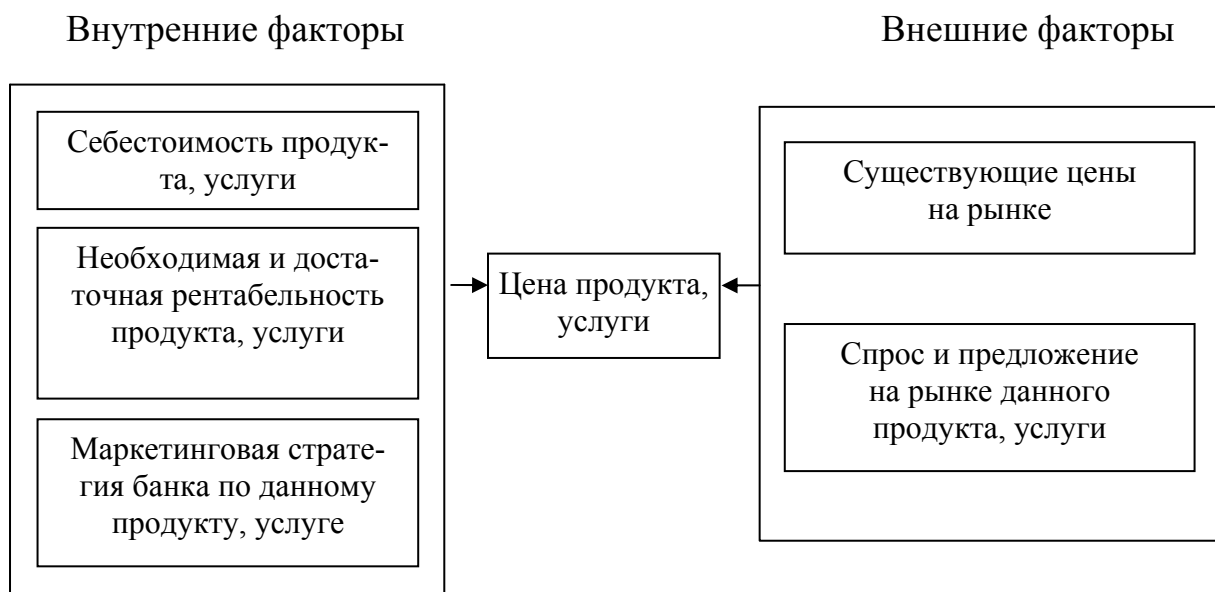 Внутренние факторы
Себестоимость продук-
та, услуги
Необходимая и доста-
точная рентабельность
продукта, услуги
Маркетинговая страте-
гия банка по данному
продукту, услуге
Цена продукта,
услуги
Внешние факторы
Существующие цены
на рынке
Спрос и предложение
на рынке данного
продукта, услуги